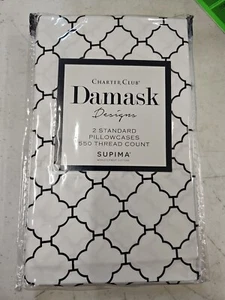 CHARTER CLUB®
Damask
Designs
2 STANDARD
PILLOWCASES
550 THREAD COUNT
SUPIMA®